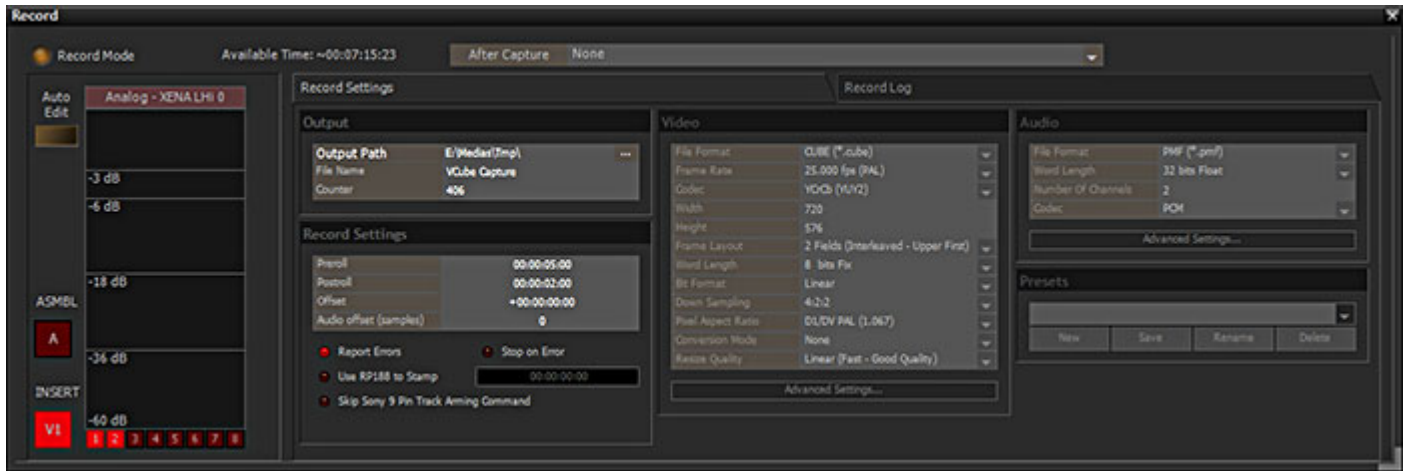 Record
Record Mode
Available Time: ~00:07:15:23
After Capture None
Auto
Edit
Analog - XENA LHi 0
-3 dB
-6 dB
-18 dB
-36 dB
-60 dB
ASMBL
A
INSERT
V1
1 2 3 4 5 6 7 8
Record Settings
Record Log
Output
Output Path E:\Medias\Tmp\ ...
File Name VCube Capture
Counter 406
Record Settings
Preroll 00:00:05:00
Postroll 00:00:02:00
Offset +00:00:00:00
Audio offset (samples) 0
Report Errors
Stop on Error
Use RP188 to Stamp 00:00:00:00
Skip Sony 9 Pin Track Arming Command
Video
File Format CUBE (*.cube)
Frame Rate 25.000 fps (PAL)
Codec YCrCb (YUY2)
Width 720
Height 576
Frame Layout 2 Fields (Interleaved - Upper First)
Word Length 8 bits Fix
Bit Format Linear
Down Sampling 4:2:2
Pixel Aspect Ratio D1/DV PAL (1.067)
Conversion Mode None
Resize Quality Linear (Fast - Good Quality)
Advanced Settings...
Audio
File Format PMF (*.pmf)
Word Length 32 bits Float
Number Of Channels 2
Codec PCM
Advanced Settings...
Presets
New Save Rename Delete